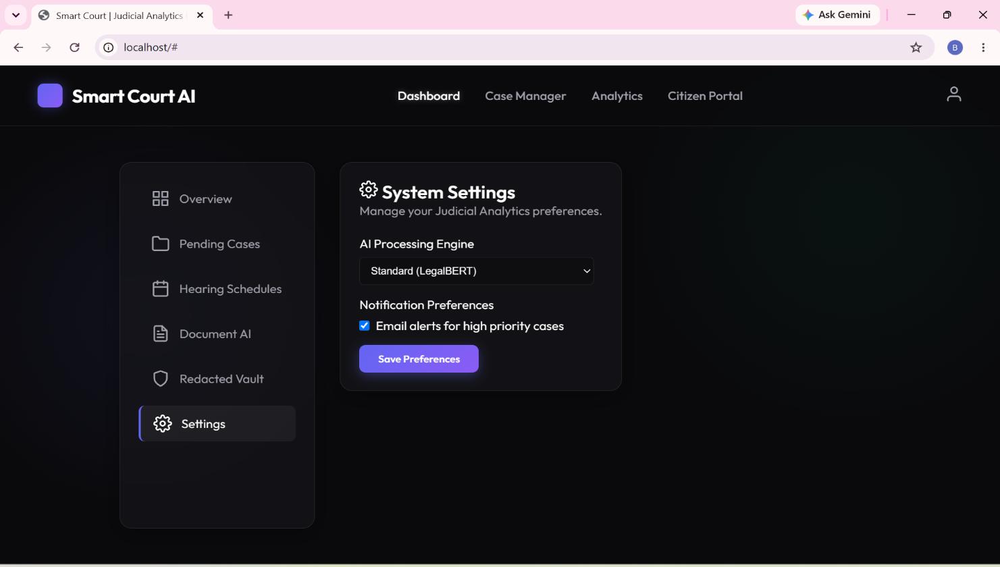 Smart Court | Judicial Analytics
Ask Gemini
localhost/#
B
Smart Court AI
Dashboard
Case Manager
Analytics
Citizen Portal
Overview
Pending Cases
Hearing Schedules
Document AI
Redacted Vault
Settings
System Settings
Manage your Judicial Analytics preferences.
AI Processing Engine
Standard (LegalBERT)
Notification Preferences
Email alerts for high priority cases
Save Preferences